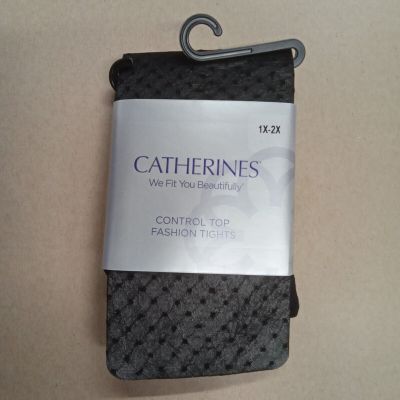 1X-2X
CATHERINES®
We Fit You Beautifully®
CONTROL TOP
FASHION TIGHTS